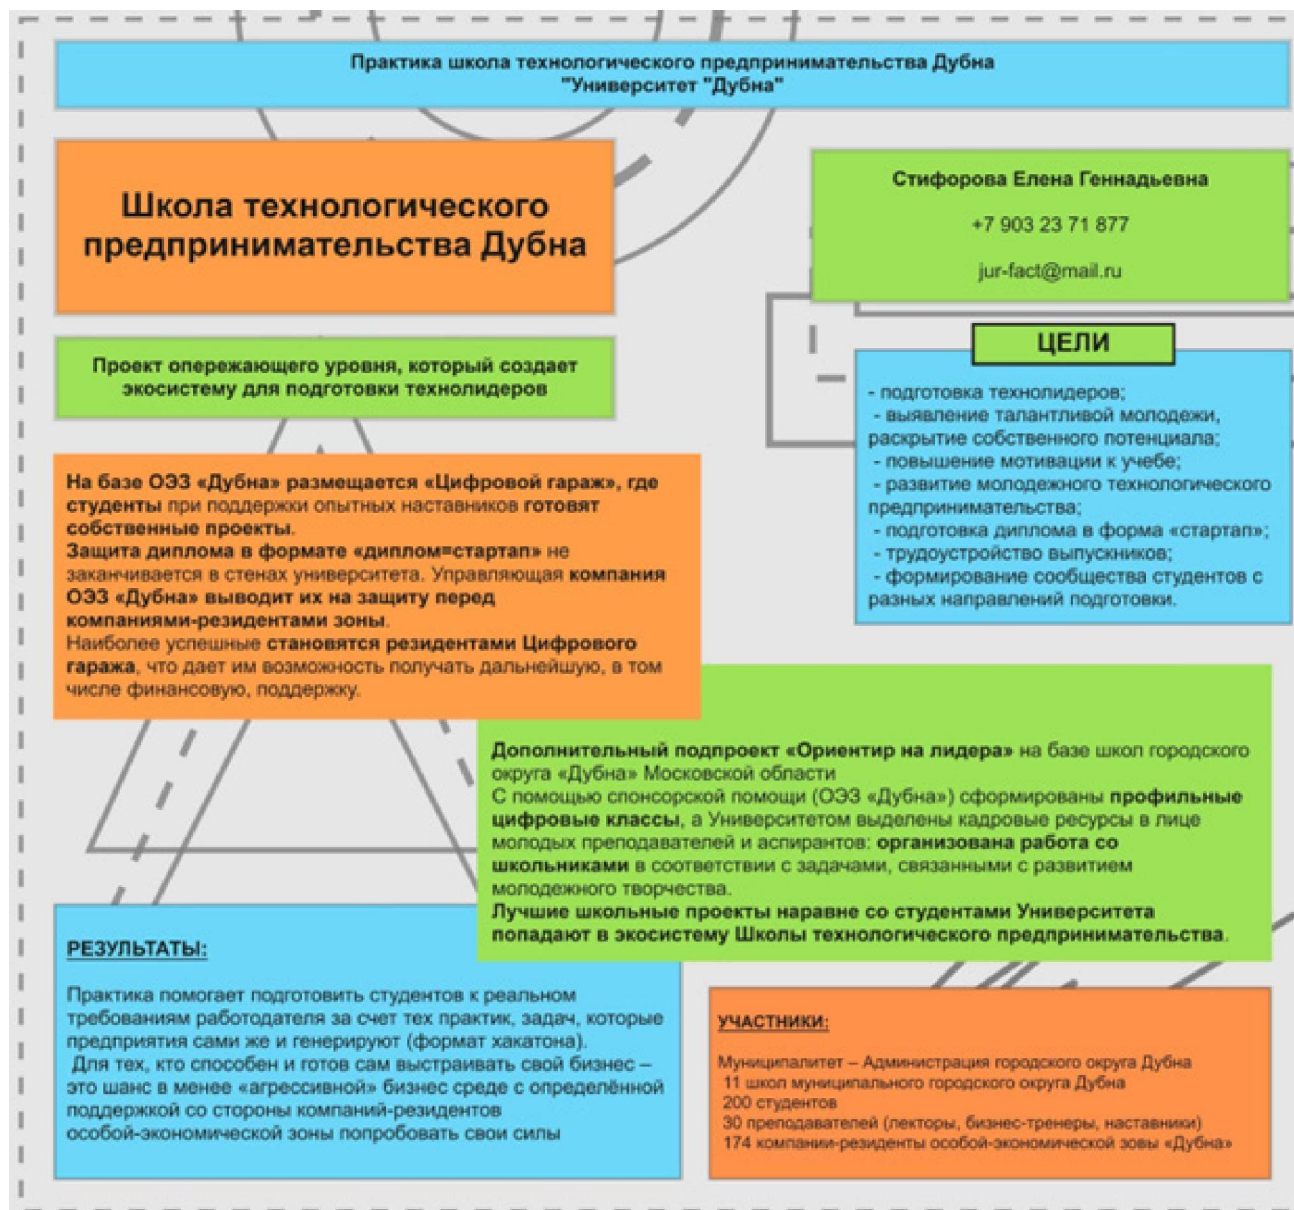 Практика школа технологического предпринимательства Дубна
"Университет "Дубна"
Школа технологического
предпринимательства Дубна
Стифорова Елена Геннадьевна
+7 903 23 71 877
jur-fact@mail.ru
Проект опережающего уровня, который создает
экосистему для подготовки технолидеров
ЦЕЛИ
- подготовка технолидеров;
- выявление талантливой молодежи,
раскрытие собственного потенциала;
- повышение мотивации к учебе;
- развитие молодежного технологического
предпринимательства;
- подготовка диплома в форма «стартап»;
- трудоустройство выпускников;
- формирование сообщества студентов с
разных направлений подготовки.
На базе ОЭЗ «Дубна» размещается «Цифровой гараж», где
студенты при поддержки опытных наставников готовят
собственные проекты.
Защита диплома в формате «диплом=стартап» не
заканчивается в стенах университета. Управляющая компания
ОЭЗ «Дубна» выводит их на защиту перед
компаниями-резидентами зоны.
Наиболее успешные становятся резидентами Цифрового
гаража, что дает им возможность получать дальнейшую, в том
числе финансовую, поддержку.
Дополнительный подпроект «Ориентир на лидера» на базе школ городского
округа «Дубна» Московской области
С помощью спонсорской помощи (ОЭЗ «Дубна») сформированы профильные
цифровые классы, а Университетом выделены кадровые ресурсы в лице
молодых преподавателей и аспирантов: организована работа со
школьниками в соответствии с задачами, связанными с развитием
молодежного творчества.
Лучшие школьные проекты наравне со студентами Университета
попадают в экосистему Школы технологического предпринимательства.
РЕЗУЛЬТАТЫ:
Практика помогает подготовить студентов к реальном
требованиям работодателя за счет тех практик, задач, которые
предприятия сами же и генерируют (формат хакатона).
Для тех, кто способен и готов сам выстраивать свой бизнес –
это шанс в менее «агрессивной» бизнес среде с определённой
поддержкой со стороны компаний-резидентов
особой-экономической зоны попробовать свои силы
УЧАСТНИКИ:
Муниципалитет – Администрация городского округа Дубна
11 школ муниципального городского округа Дубна
200 студентов
30 преподавателей (лекторы, бизнес-тренеры, наставники)
174 компании-резиденты особой-экономической зовы «Дубна»